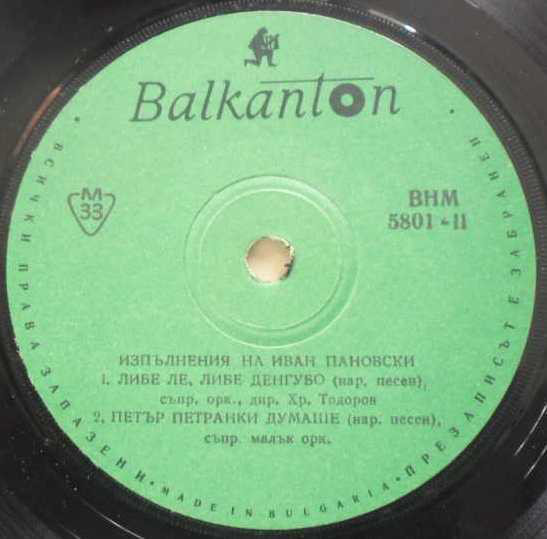 Balkanton
M
33
ВНМ
5801-II
ИЗПЪЛНЕНИЯ НА ИВАН ПАНОВСКИ
1. ЛИБЕ ЛЕ, ЛИБЕ ДЕНГУБО (нар. песен),
съпр. орк., дир. Хр. Тодоров
2. ПЕТЪР ПЕТРАНКИ ДУМАШЕ (нар. песен),
съпр. малък орк.
· ВСИЧКИ ПРАВА ЗАПАЗЕНИ · MADE IN BULGARIA · ПРЕЗАПИСЪТ Е ЗАБРАНЕН ·